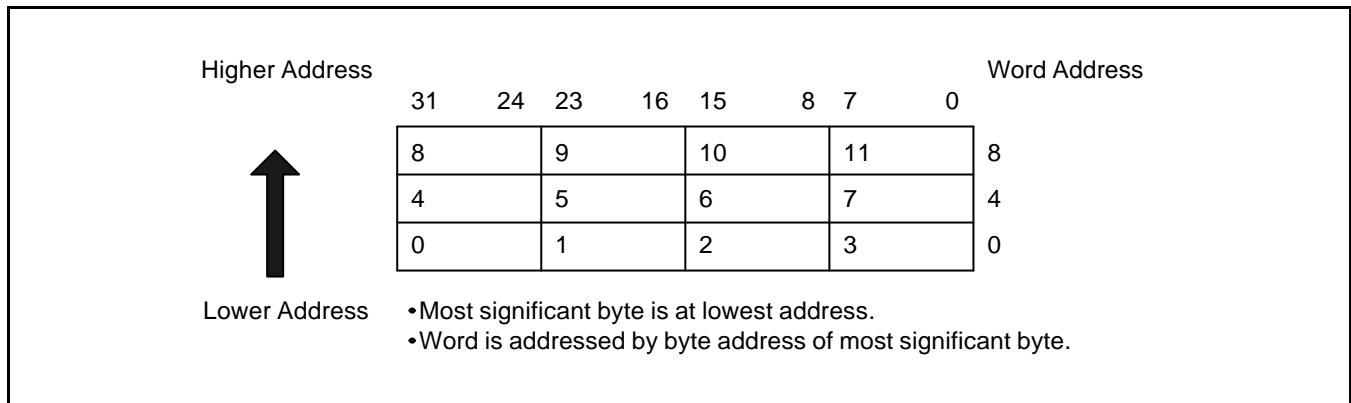 Higher Address Word Address
31 24 23 16 15 8 7 0
8 9 10 11 8
4 5 6 7 4
0 1 2 3 0
Lower Address •Most significant byte is at lowest address.
•Word is addressed by byte address of most significant byte.